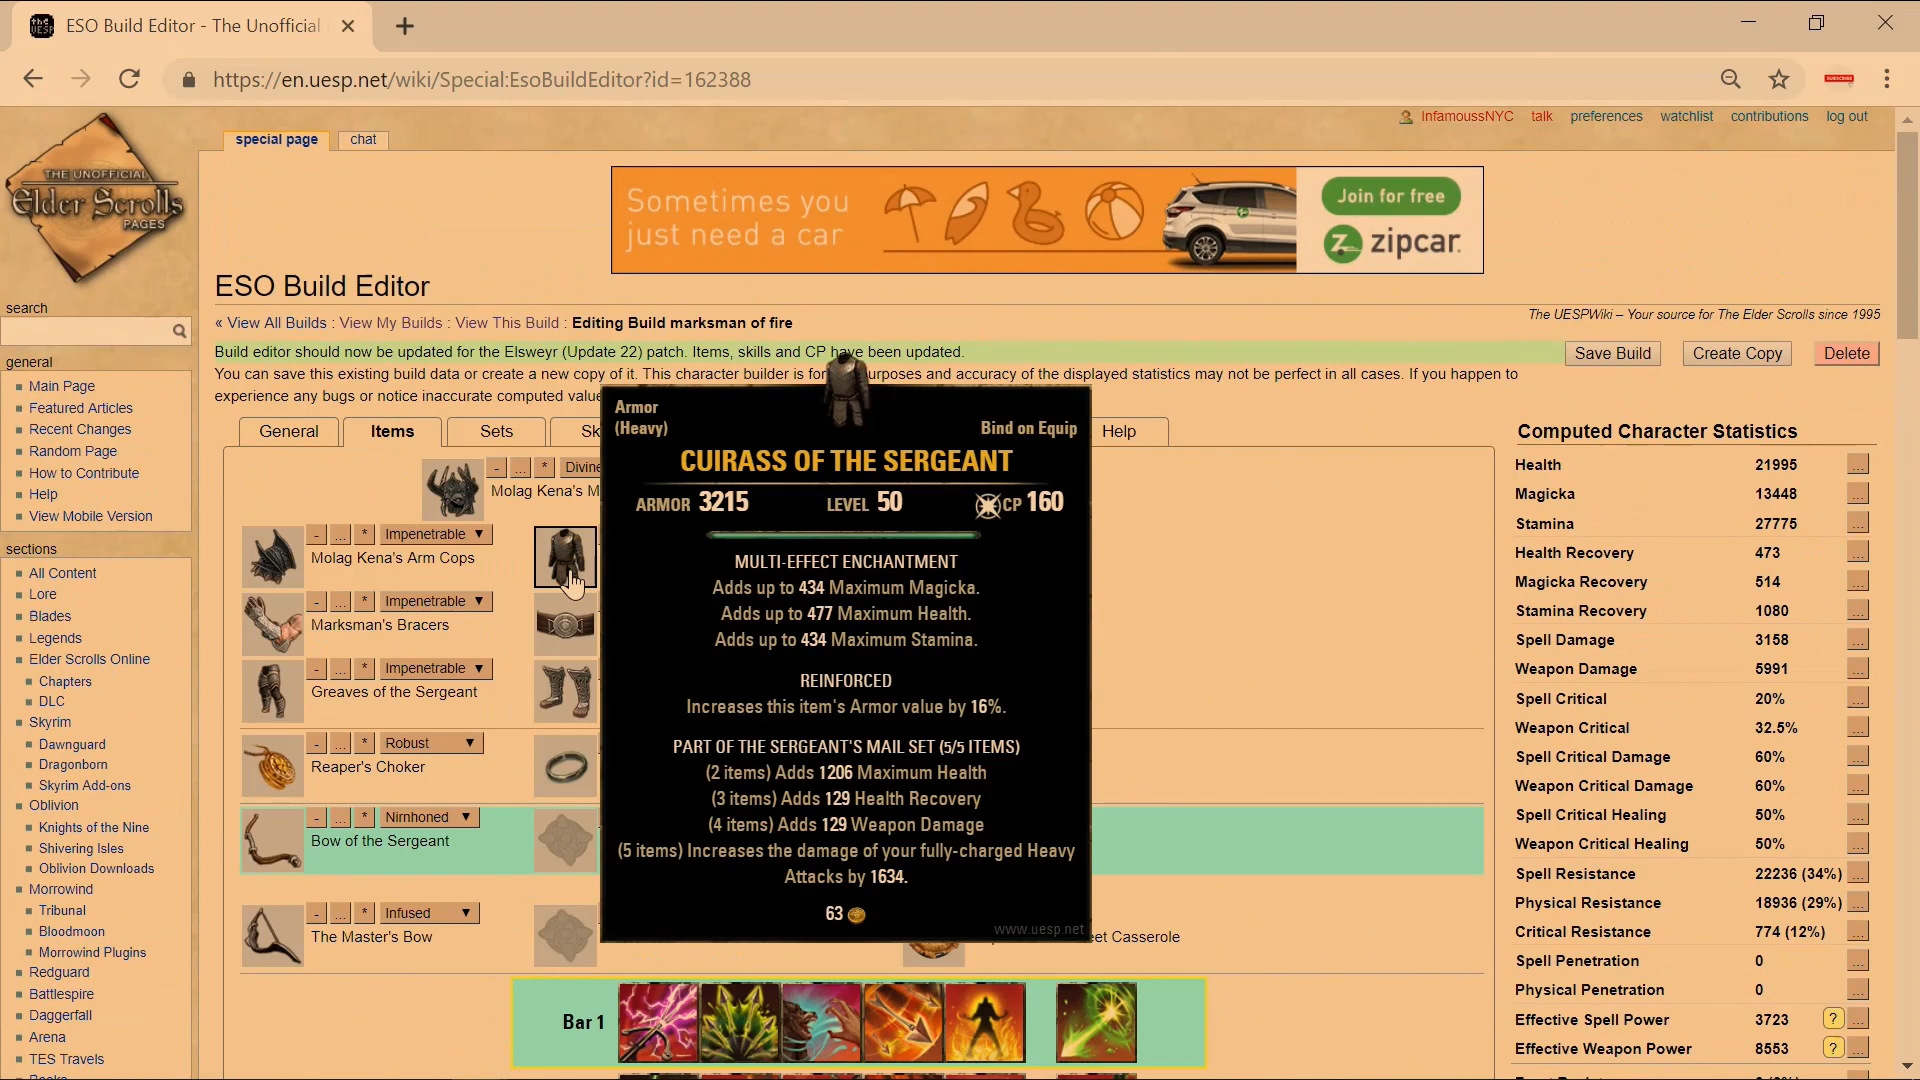 ESO Build Editor - The Unofficial
https://en.uesp.net/wiki/Special:EsoBuildEditor?id=162388
SUBSCRIBE
InfamoussNYC talk preferences watchlist contributions log out
special page chat
THE UNOFFICIAL
Elder Scrolls
PAGES
Sometimes you
just need a car
Join for free
zipcar.
ESO Build Editor
The UESPWiki – Your source for The Elder Scrolls since 1995
« View All Builds : View My Builds : View This Build : Editing Build marksman of fire
Build editor should now be updated for the Elsweyr (Update 22) patch. Items, skills and CP have been updated.
Save Build Create Copy Delete
You can save this existing build data or create a new copy of it. This character builder is for purposes and accuracy of the displayed statistics may not be perfect in all cases. If you happen to
experience any bugs or notice inaccurate computed value
search
general
Main Page
Featured Articles
Recent Changes
Random Page
How to Contribute
Help
View Mobile Version
sections
All Content
Lore
Blades
Legends
Elder Scrolls Online
Chapters
DLC
Skyrim
Dawnguard
Dragonborn
Skyrim Add-ons
Oblivion
Knights of the Nine
Shivering Isles
Oblivion Downloads
Morrowind
Tribunal
Bloodmoon
Morrowind Plugins
Redguard
Battlespire
Daggerfall
Arena
TES Travels
General Items Sets Sk Help
- ... * Divine
Molag Kena's M
- ... * Impenetrable
Molag Kena's Arm Cops
- ... * Impenetrable
Marksman's Bracers
- ... * Impenetrable
Greaves of the Sergeant
- ... * Robust
Reaper's Choker
- ... * Nirnhoned
Bow of the Sergeant
- ... * Infused
The Master's Bow
et Casserole
Bar 1
Armor
(Heavy)
Bind on Equip
CUIRASS OF THE SERGEANT
ARMOR 3215 LEVEL 50 CP 160
MULTI-EFFECT ENCHANTMENT
Adds up to 434 Maximum Magicka.
Adds up to 477 Maximum Health.
Adds up to 434 Maximum Stamina.
REINFORCED
Increases this item's Armor value by 16%.
PART OF THE SERGEANT'S MAIL SET (5/5 ITEMS)
(2 items) Adds 1206 Maximum Health
(3 items) Adds 129 Health Recovery
(4 items) Adds 129 Weapon Damage
(5 items) Increases the damage of your fully-charged Heavy
Attacks by 1634.
63
www.uesp.net
Computed Character Statistics
Health 21995 ...
Magicka 13448 ...
Stamina 27775 ...
Health Recovery 473 ...
Magicka Recovery 514 ...
Stamina Recovery 1080 ...
Spell Damage 3158 ...
Weapon Damage 5991 ...
Spell Critical 20% ...
Weapon Critical 32.5% ...
Spell Critical Damage 60% ...
Weapon Critical Damage 60% ...
Spell Critical Healing 50% ...
Weapon Critical Healing 50% ...
Spell Resistance 22236 (34%) ...
Physical Resistance 18936 (29%) ...
Critical Resistance 774 (12%) ...
Spell Penetration 0 ...
Physical Penetration 0 ...
Effective Spell Power 3723 ? ...
Effective Weapon Power 8553 ? ...